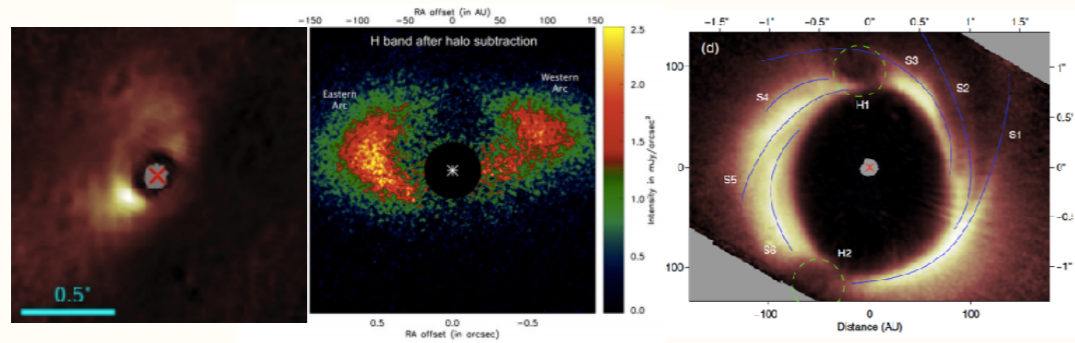 0.5"
RA offset (in AU)
-150 -100 -50 0 50 100 150
H band after halo subtraction
Eastern
Arc
Western
Arc
0.5 0.0 -0.5
RA offset (in arcsec)
2.5
2.0
1.5
1.0
0.5
0.0
Intensity in mJy/arcsec²
-1.5" -1" -0.5" 0" 0.5" 1" 1.5"
(d)
100
0
100
S4
H1
S3
S2
S1
S5
S6
H2
1"
0.5"
0"
-0.5"
-1"
-100 0 100
Distance (AU)